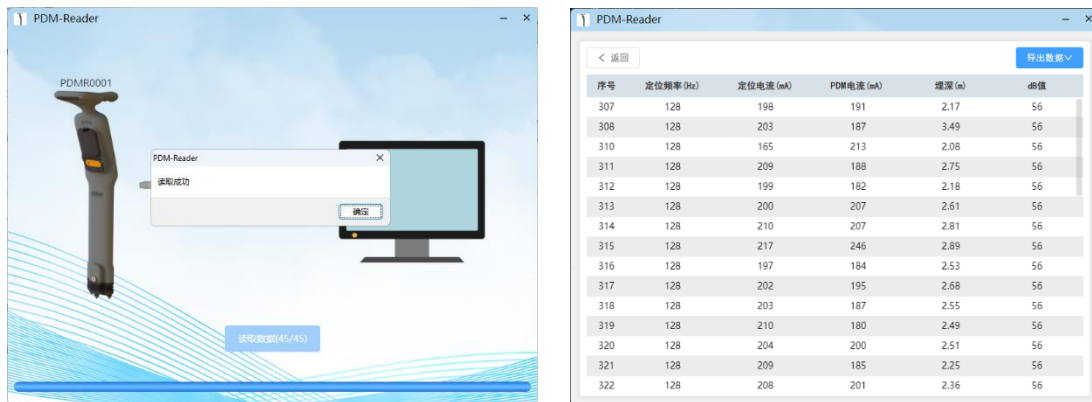 PDM-Reader
PDMR0001
PDM-Reader
读取成功
确定
读取数据(45/45)
PDM-Reader
返回
导出数据
序号 定位频率(Hz) 定位电流(mA) PDM电流(mA) 埋深(m) dB值
307 128 198 191 2.17 56
308 128 203 187 3.49 56
310 128 165 213 2.08 56
311 128 209 188 2.75 56
312 128 199 182 2.18 56
313 128 200 207 2.61 56
314 128 210 207 2.81 56
315 128 217 246 2.89 56
316 128 197 184 2.53 56
317 128 202 195 2.68 56
318 128 203 187 2.55 56
319 128 210 180 2.49 56
320 128 204 200 2.51 56
321 128 209 185 2.25 56
322 128 208 201 2.36 56